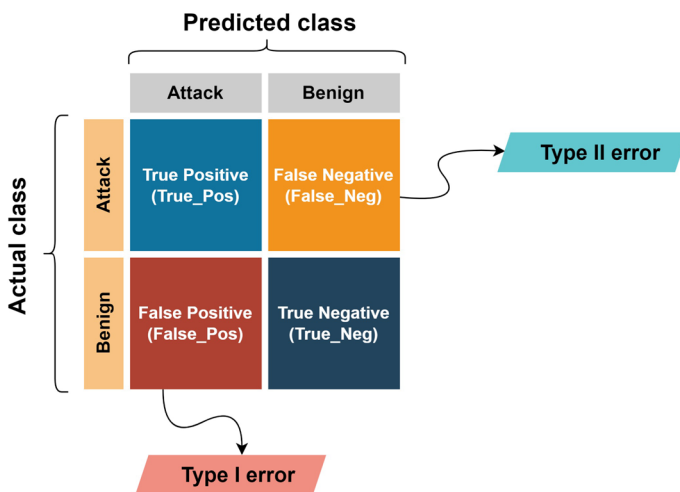 Predicted class
Attack
Benign
Actual class
Attack
True Positive
(True_Pos)
False Negative
(False_Neg)
Type II error
Benign
False Positive
(False_Pos)
True Negative
(True_Neg)
Type I error